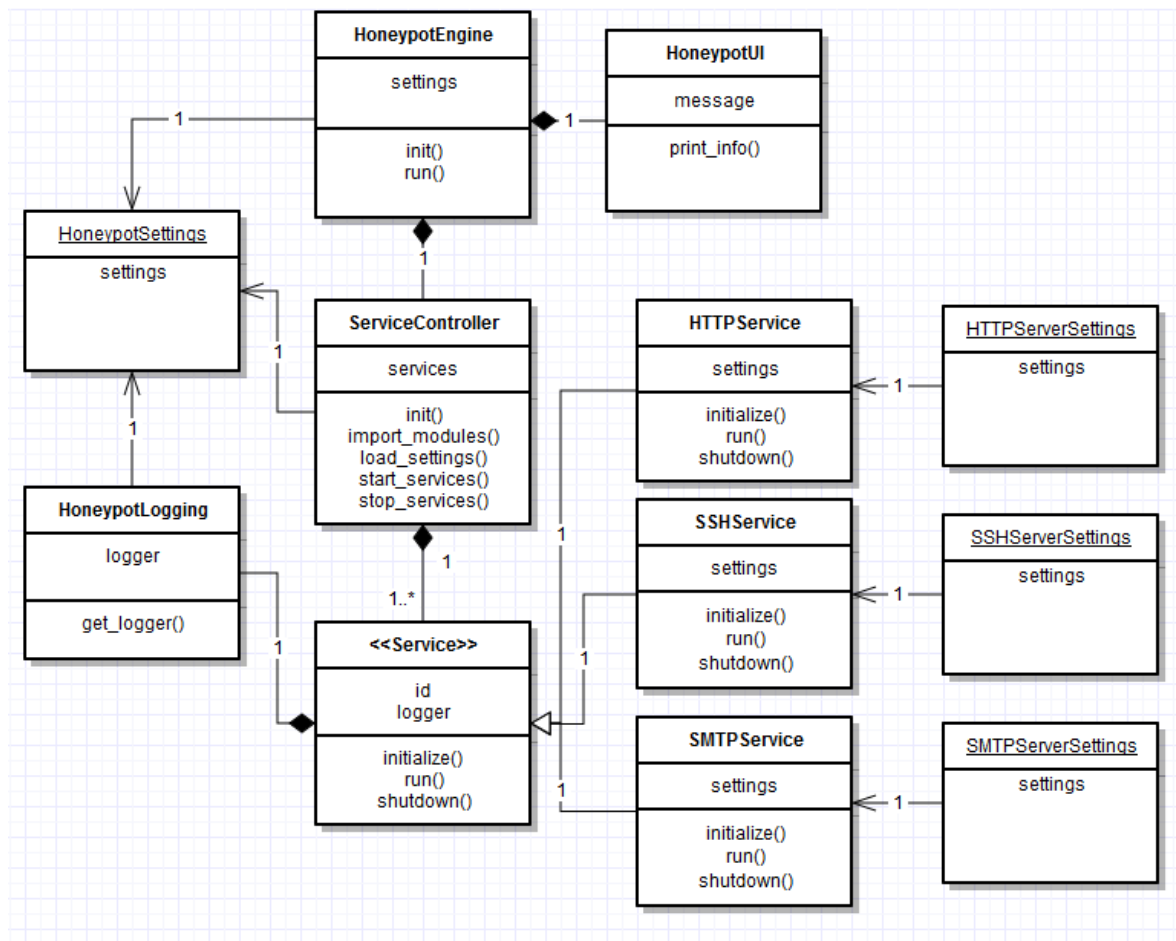 HoneypotEngine
settings
init()
run()
HoneypotUI
message
print_info()
1
1
HoneypotSettings
settings
1
1
1
ServiceController
services
init()
import_modules()
load_settings()
start_services()
stop_services()
HTTPService
settings
initialize()
run()
shutdown()
1
HTTPServerSettings
settings
HoneypotLogging
logger
get_logger()
1
1
1..*
1
SSHService
settings
initialize()
run()
shutdown()
1
SSHServerSettings
settings
<<Service>>
id
logger
initialize()
run()
shutdown()
1
1
SMTPService
settings
initialize()
run()
shutdown()
1
SMTPServerSettings
settings